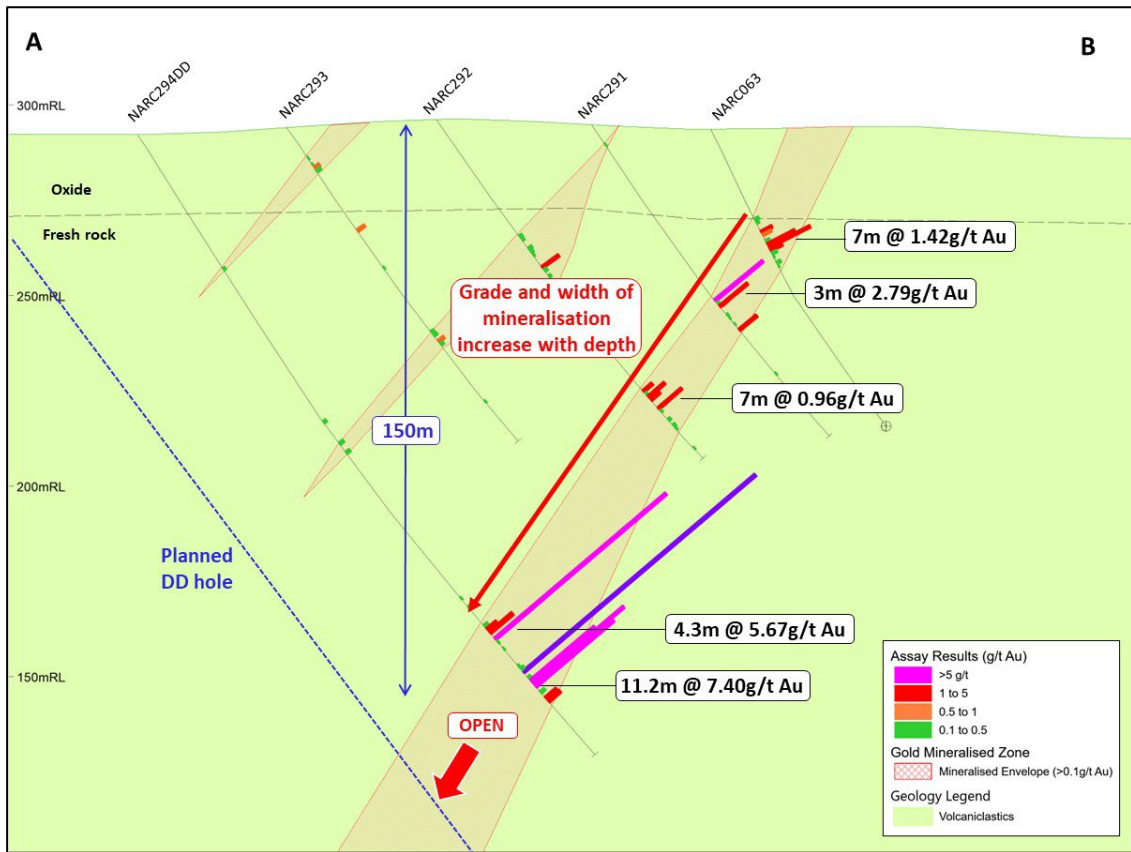 A
B
NARC294DD
NARC293
NARC292
NARC291
NARC063
300mRL
Oxide
Fresh rock
7m @ 1.42g/t Au
250mRL
3m @ 2.79g/t Au
Grade and width of
mineralisation
increase with depth
7m @ 0.96g/t Au
150m
200mRL
Planned
DD hole
4.3m @ 5.67g/t Au
150mRL
11.2m @ 7.40g/t Au
OPEN
Assay Results (g/t Au)
>5 g/t
1 to 5
0.5 to 1
0.1 to 0.5
Gold Mineralised Zone
Mineralised Envelope (>0.1g/t Au)
Geology Legend
Volcaniclastics